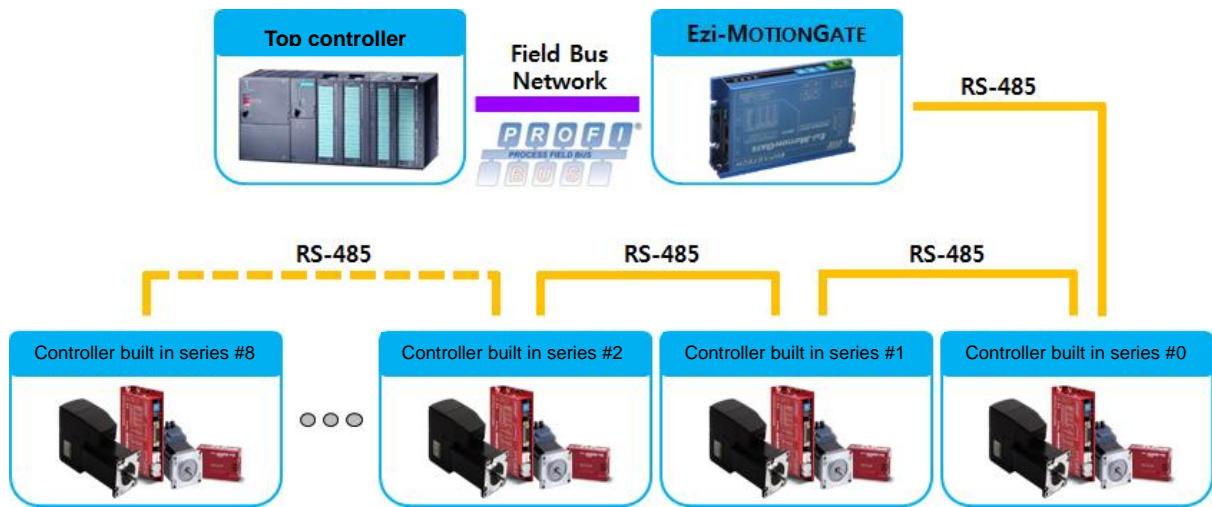 Top controller
Field Bus
Network
Ezi-MOTIONGATE
RS-485
PROFI®
PROCESS FIELD BUS
BUS
RS-485
RS-485
RS-485
Controller built in series #8
Controller built in series #2
Controller built in series #1
Controller built in series #0